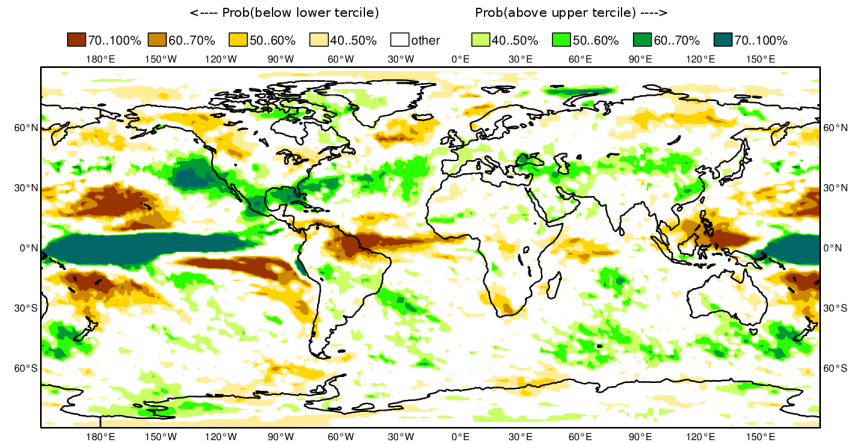 <---- Prob(below lower tercile) Prob(above upper tercile) ---->
70..100% 60..70% 50..60% 40..50% other 40..50% 50..60% 60..70% 70..100%
180°E 150°W 120°W 90°W 60°W 30°W 0°E 30°E 60°E 90°E 120°E 150°E
60°N 60°N
30°N 30°N
0°N 0°N
30°S 30°S
60°S 60°S
180°E 150°W 120°W 90°W 60°W 30°W 0°E 30°E 60°E 90°E 120°E 150°E